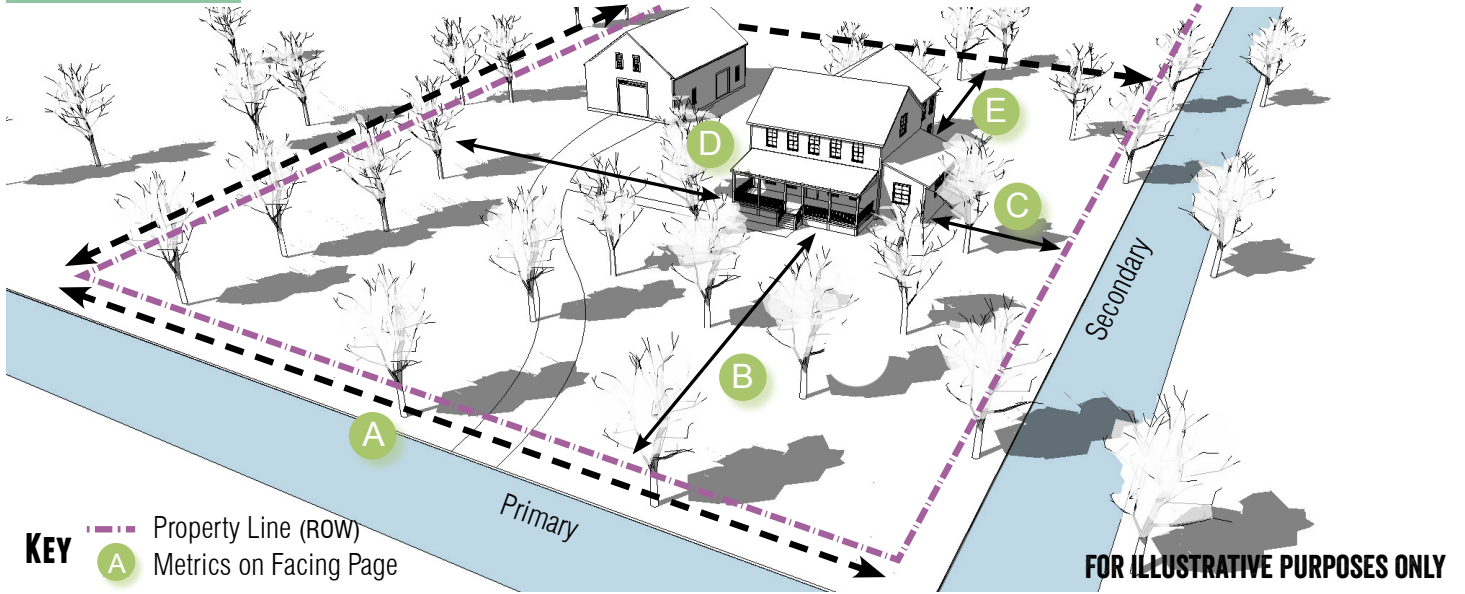 D
E
C
B
A
Secondary
Primary
KEY
Property Line (ROW)
A
Metrics on Facing Page
FOR ILLUSTRATIVE PURPOSES ONLY